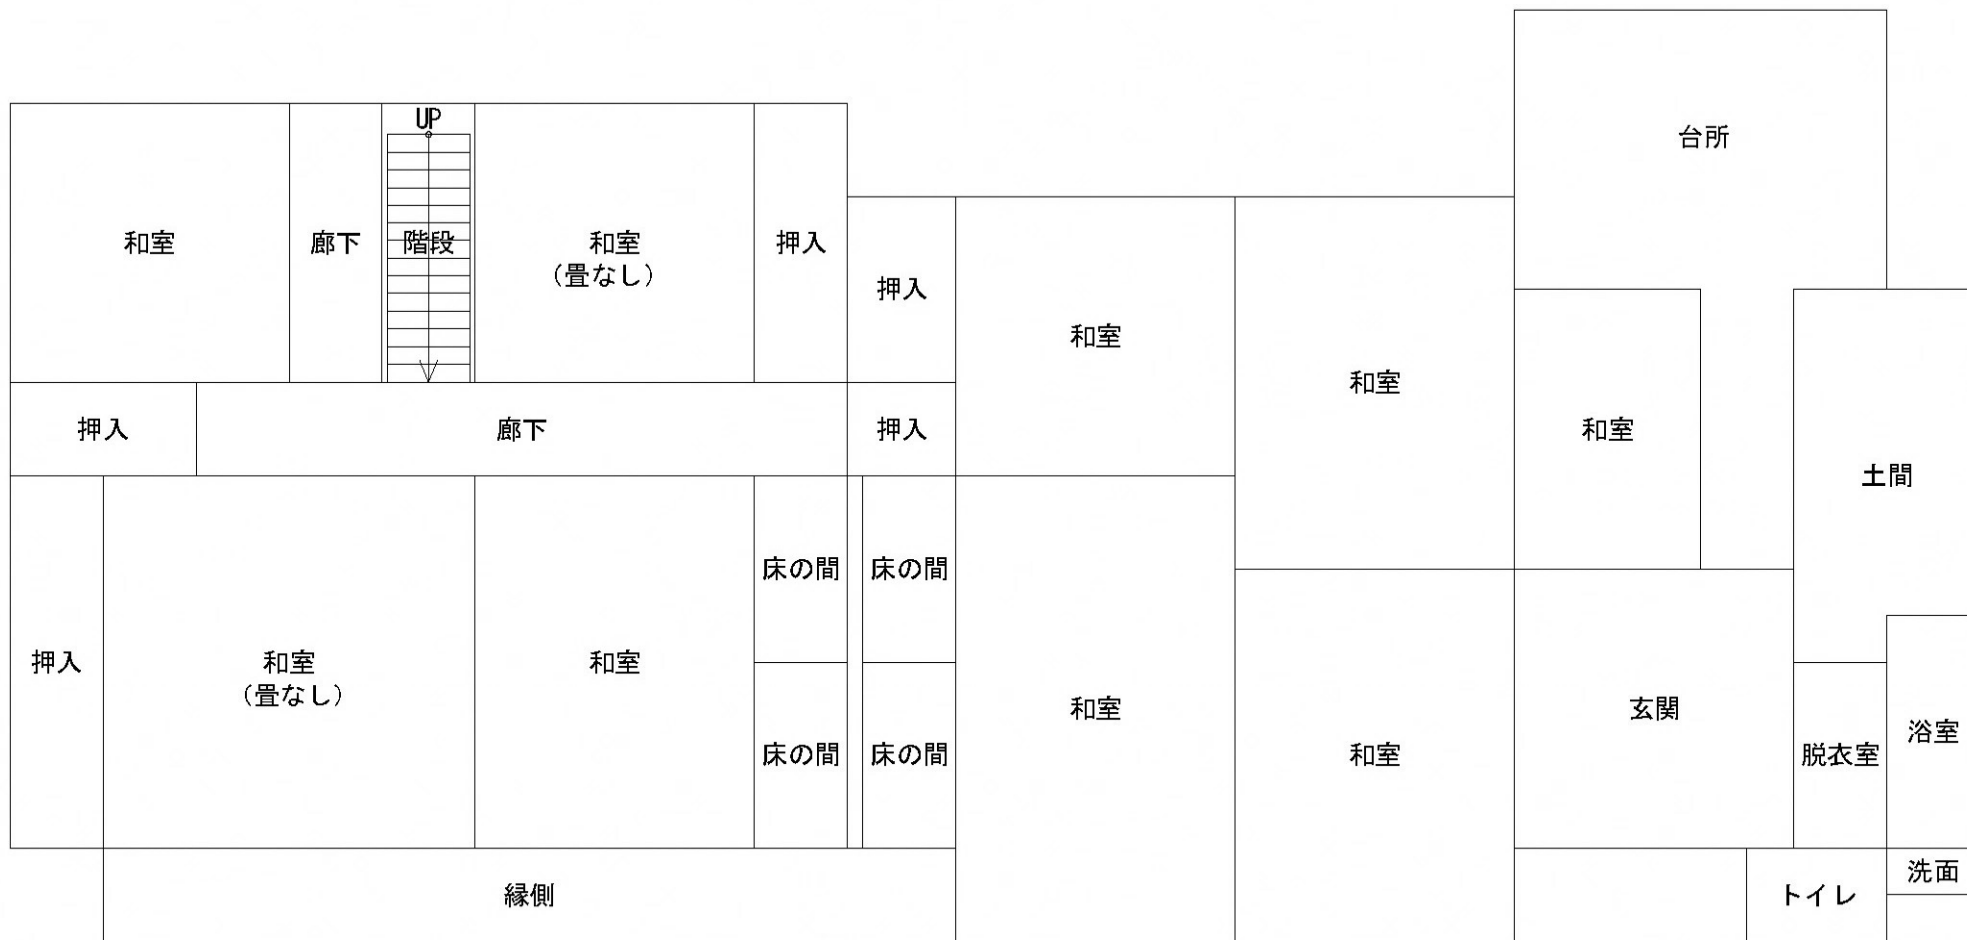 台所
UP
和室
廊下
階段
和室
（畳なし）
押入
押入
和室
和室
押入
廊下
押入
和室
土間
床の間
床の間
押入
和室
（畳なし）
和室
和室
玄関
床の間
床の間
和室
脱衣室
浴室
縁側
トイレ
洗面